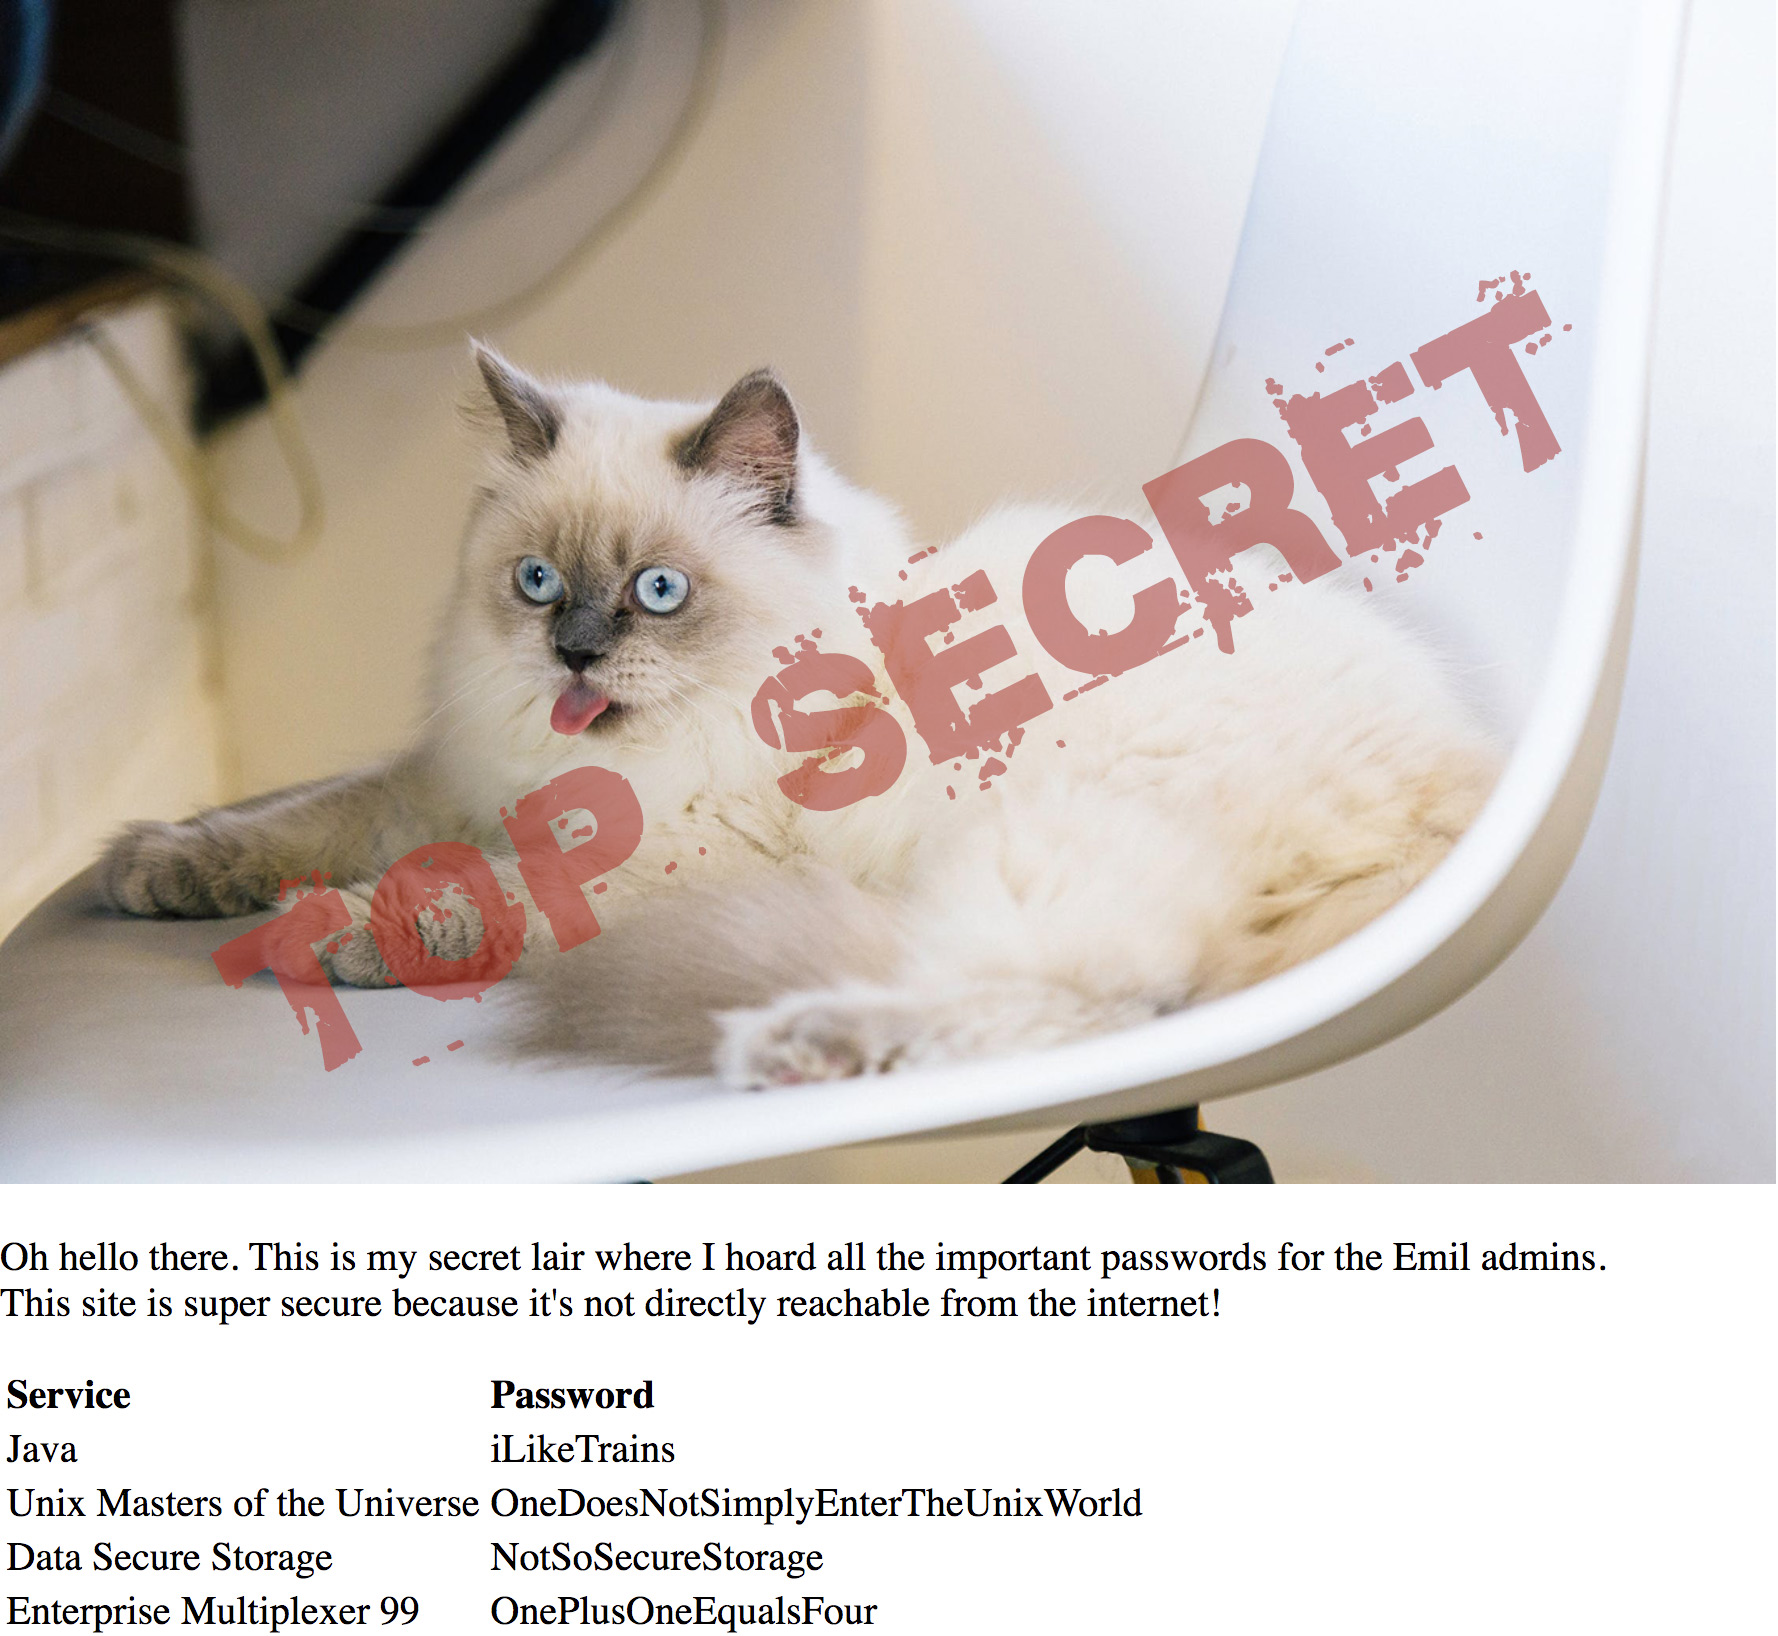 TOP SECRET
Oh hello there. This is my secret lair where I hoard all the important passwords for the Emil admins.
This site is super secure because it's not directly reachable from the internet!
Service Password
Java iLikeTrains
Unix Masters of the Universe OneDoesNotSimplyEnterTheUnixWorld
Data Secure Storage NotSoSecureStorage
Enterprise Multiplexer 99 OnePlusOneEqualsFour